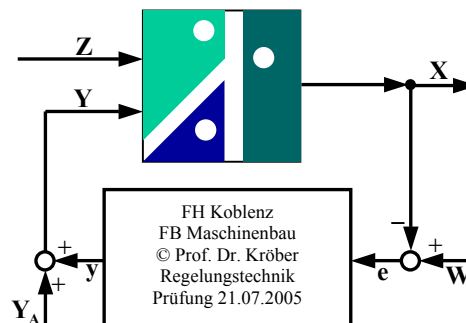 Z
X
Y
FH Koblenz
FB Maschinenbau
© Prof. Dr. Kröber
Regelungstechnik
Prüfung 21.07.2005
−
+
+
y
e
W
+
Y_A